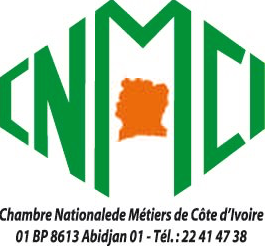 CNMCI
Chambre Nationalede Métiers de Côte d'Ivoire
01 BP 8613 Abidjan 01 - Tél. : 22 41 47 38